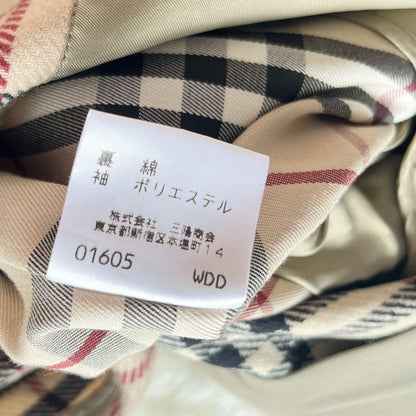 裏 綿
袖 ポリエステル
株式会社 三陽商会
東京都新宿区本塩町14
01605 WDD